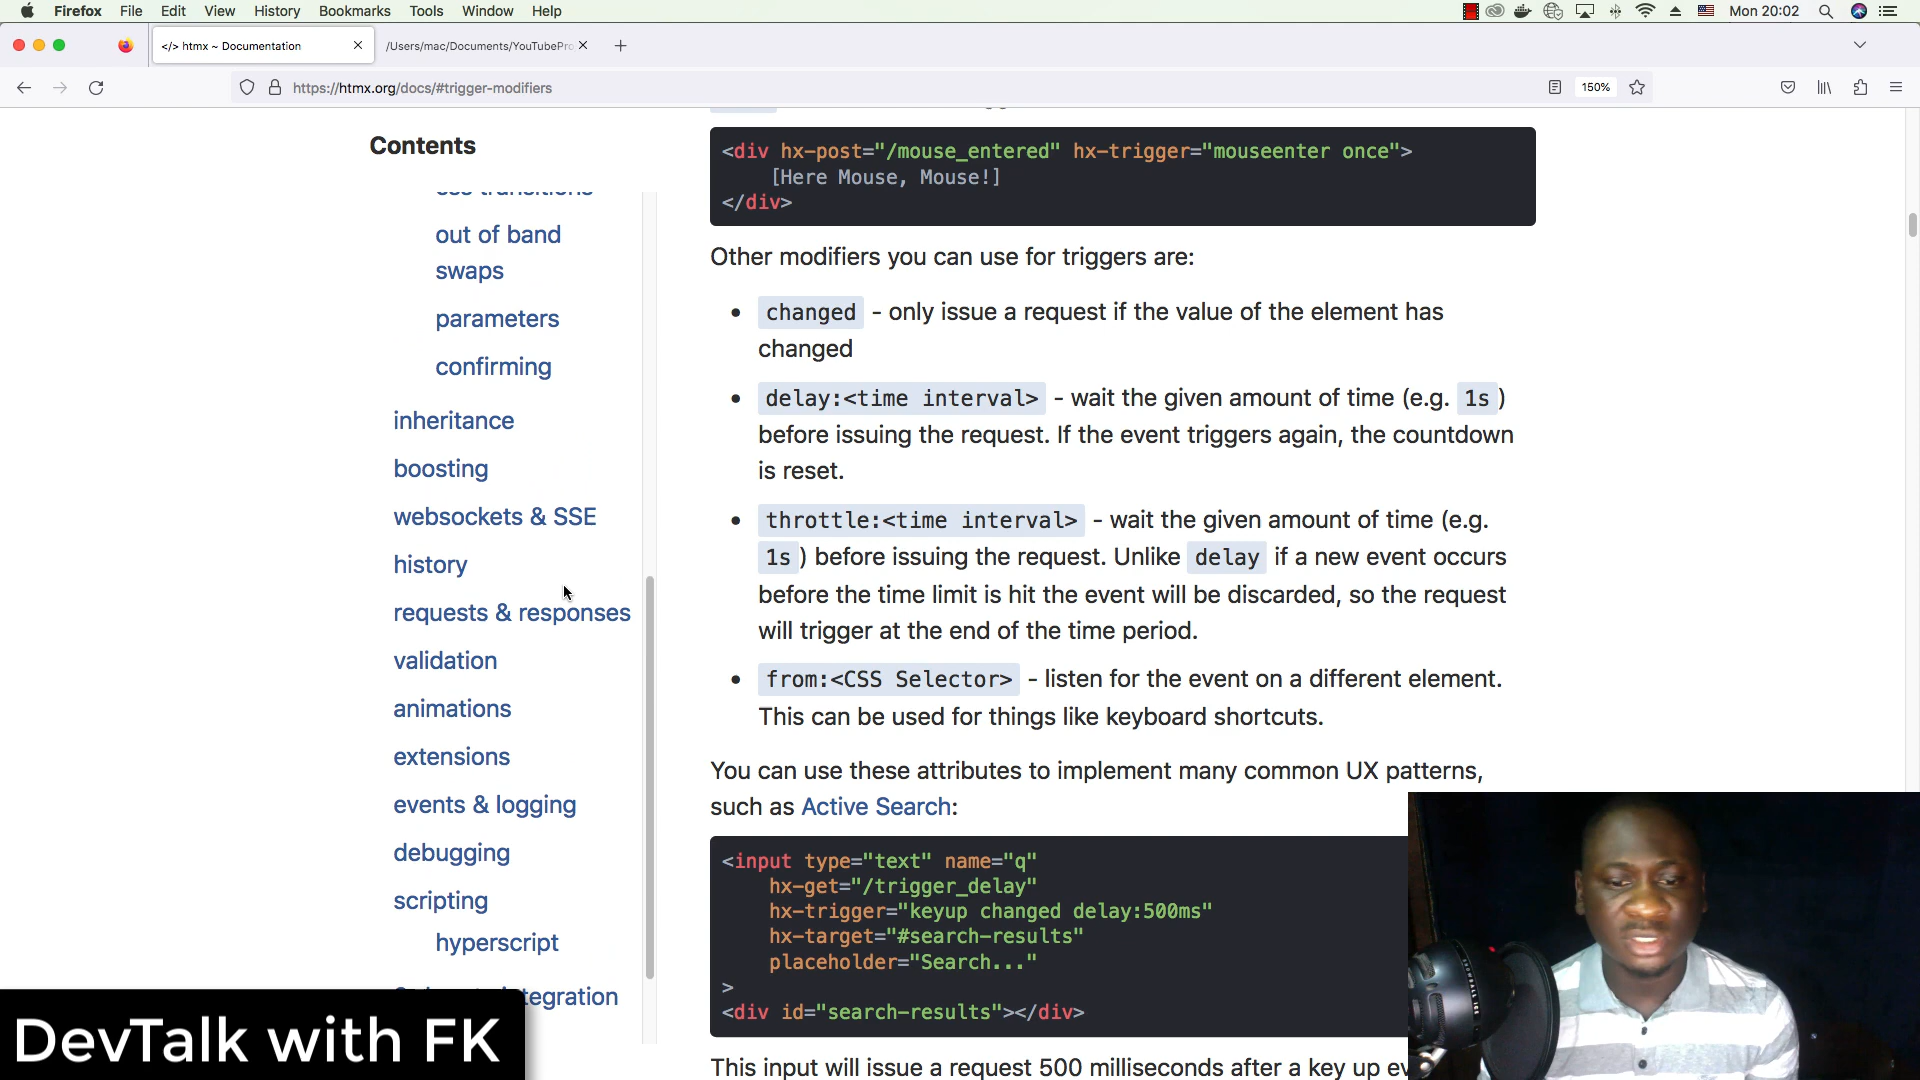 Firefox File Edit View History Bookmarks Tools Window Help Mon 20:02
</> htmx ~ Documentation /Users/mac/Documents/YouTubePro
https://htmx.org/docs/#trigger-modifiers 150%
Contents
css transitions
out of band
swaps
parameters
confirming
inheritance
boosting
websockets & SSE
history
requests & responses
validation
animations
extensions
events & logging
debugging
scripting
hyperscript
<div hx-post="/mouse_entered" hx-trigger="mouseenter once">
[Here Mouse, Mouse!]
</div>
Other modifiers you can use for triggers are:
• changed - only issue a request if the value of the element has
changed
• delay:<time interval> - wait the given amount of time (e.g. 1s )
before issuing the request. If the event triggers again, the countdown
is reset.
• throttle:<time interval> - wait the given amount of time (e.g.
1s ) before issuing the request. Unlike delay if a new event occurs
before the time limit is hit the event will be discarded, so the request
will trigger at the end of the time period.
• from:<CSS Selector> - listen for the event on a different element.
This can be used for things like keyboard shortcuts.
You can use these attributes to implement many common UX patterns,
such as Active Search:
<input type="text" name="q"
hx-get="/trigger_delay"
hx-trigger="keyup changed delay:500ms"
hx-target="#search-results"
placeholder="Search..."
>
<div id="search-results"></div>
This input will issue a request 500 milliseconds after a key up
DevTalk with FK